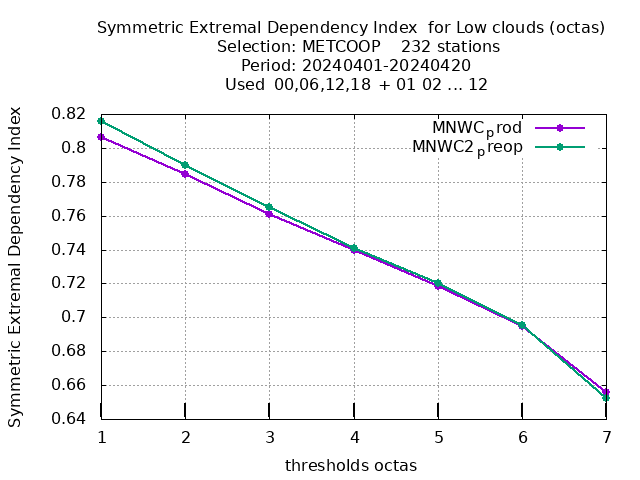 Symmetric Extremal Dependency Index for Low clouds (octas)
Selection: METCOOP 232 stations
Period: 20240401-20240420
Used 00,06,12,18 + 01 02 ... 12
MNWCprod
MNWC2preop
Symmetric Extremal Dependency Index
0.82
0.8
0.78
0.76
0.74
0.72
0.7
0.68
0.66
0.64
1 2 3 4 5 6 7
thresholds octas